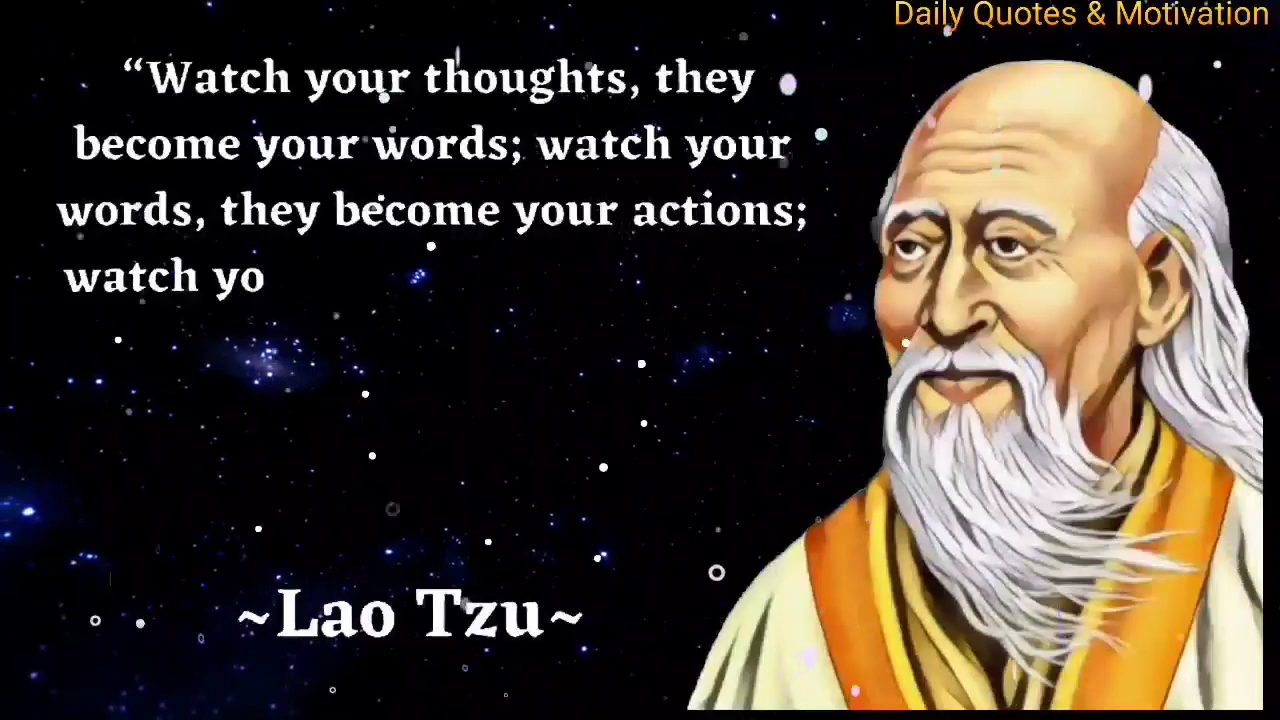 Daily Quotes & Motivation
“Watch your thoughts, they
become your words; watch your
words, they become your actions;
watch yo
~Lao Tzu~